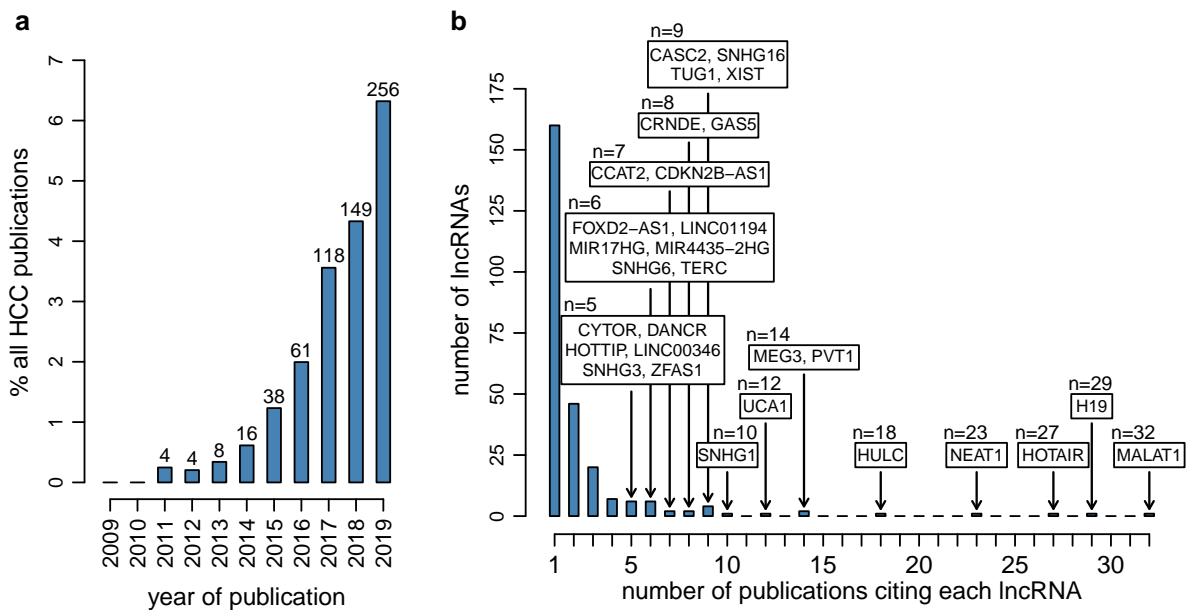 a
% all HCC publications
7
6
5
4
3
2
1
0
4
4
8
16
38
61
118
149
256
2009
2010
2011
2012
2013
2014
2015
2016
2017
2018
2019
year of publication
b
number of lncRNAs
175
150
125
100
75
50
25
0
n=9
CASC2, SNHG16
TUG1, XIST
n=8
CRNDE, GAS5
n=7
CCAT2, CDKN2B−AS1
n=6
FOXD2−AS1, LINC01194
MIR17HG, MIR4435−2HG
SNHG6, TERC
n=5
CYTOR, DANCR
HOTTIP, LINC00346
SNHG3, ZFAS1
n=14
MEG3, PVT1
n=12
UCA1
n=10
SNHG1
n=18
HULC
n=23
NEAT1
n=27
HOTAIR
n=29
H19
n=32
MALAT1
1
5
10
15
20
25
30
number of publications citing each lncRNA